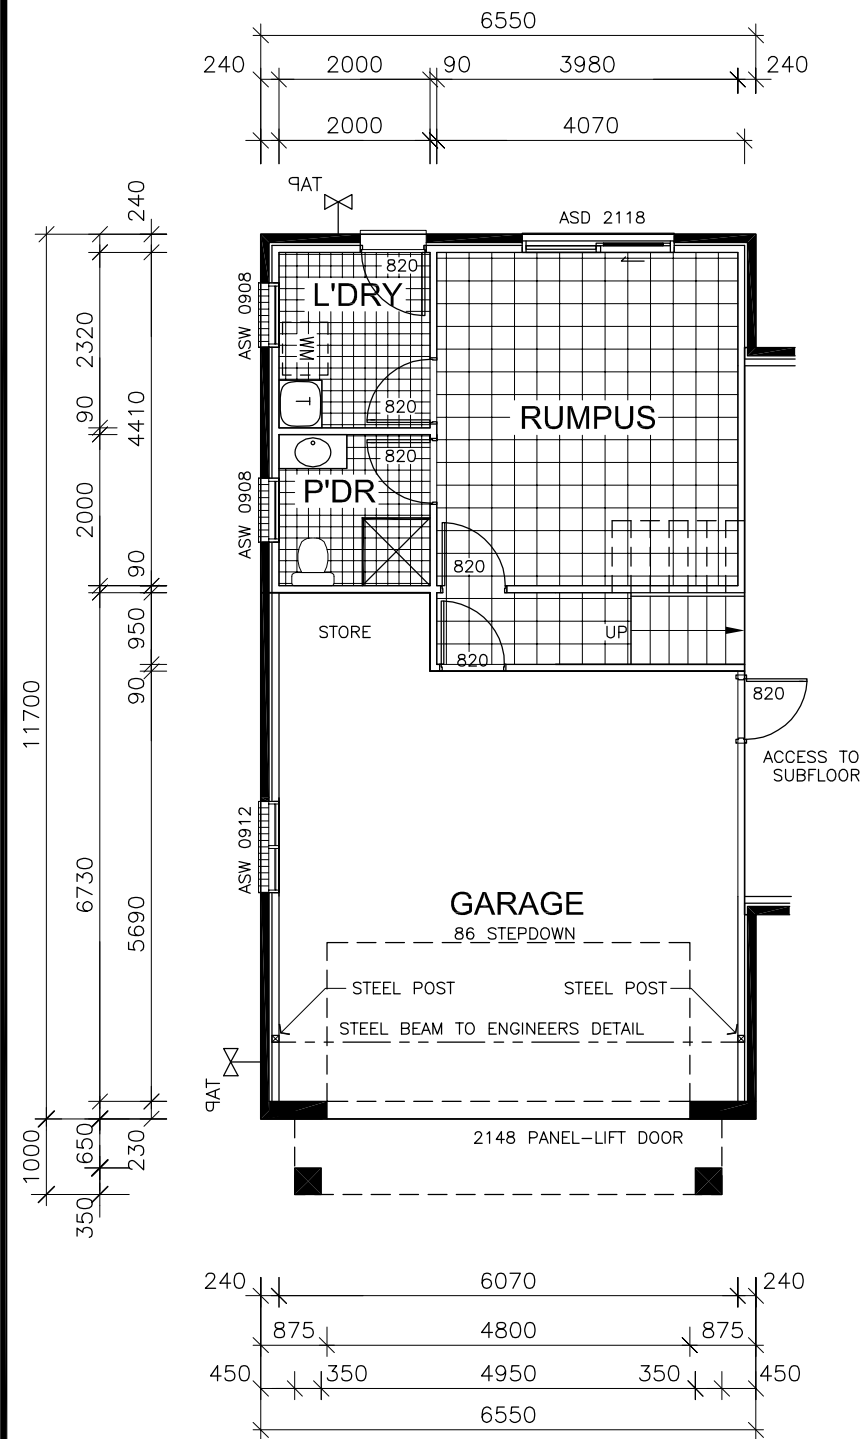 6550
240 2000 90 3980 240
2000 4070
TAP
ASD 2118
240
820
L'DRY
ASW 0908
WM
2320
T
820
90
4410
RUMPUS
820
P'DR
ASW 0908
2000
90
820
STORE
UP
950
820
90
820
11700
ACCESS TO
SUBFLOOR
ASW 0912
6730
5690
GARAGE
86 STEPDOWN
STEEL POST STEEL POST
STEEL BEAM TO ENGINEERS DETAIL
TAP
2148 PANEL-LIFT DOOR
1000
650
230
350
240 6070 240
875 4800 875
450 350 4950 350 450
6550